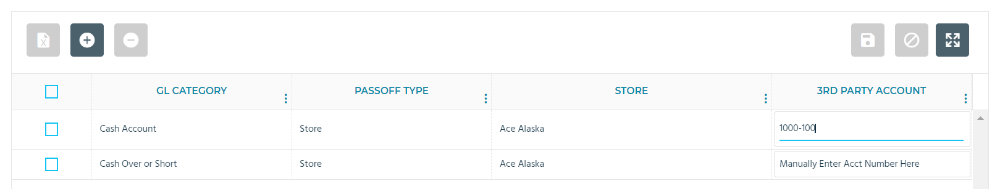 GL CATEGORY PASSOFF TYPE STORE 3RD PARTY ACCOUNT
Cash Account Store Ace Alaska 1000-100
Cash Over or Short Store Ace Alaska Manually Enter Acct Number Here